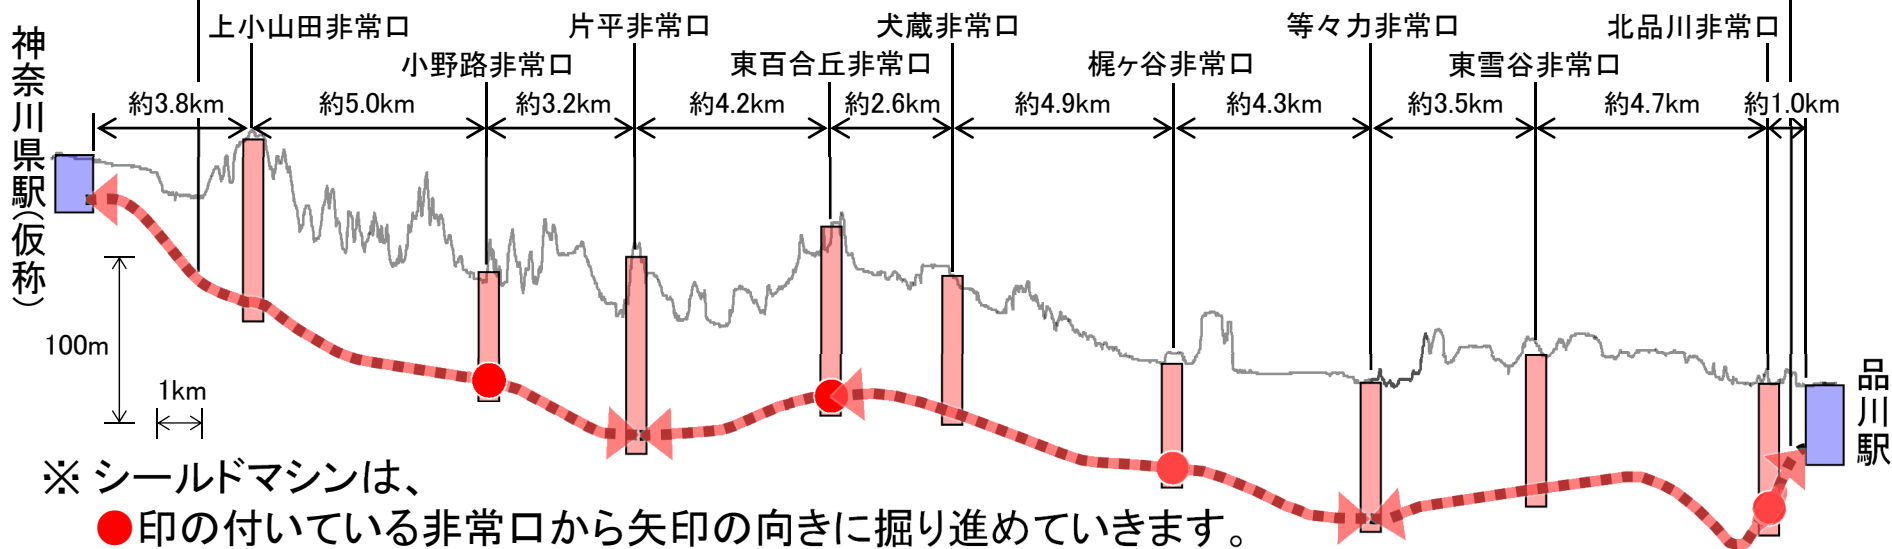 神奈川県駅(仮称)
上小山田非常口
片平非常口
犬蔵非常口
等々力非常口
北品川非常口
小野路非常口
東百合丘非常口
梶ヶ谷非常口
東雪谷非常口
約3.8km
約5.0km
約3.2km
約4.2km
約2.6km
約4.9km
約4.3km
約3.5km
約4.7km
約1.0km
100m
1km
品川駅
※ シールドマシンは、
●印の付いている非常口から矢印の向きに掘り進めていきます。